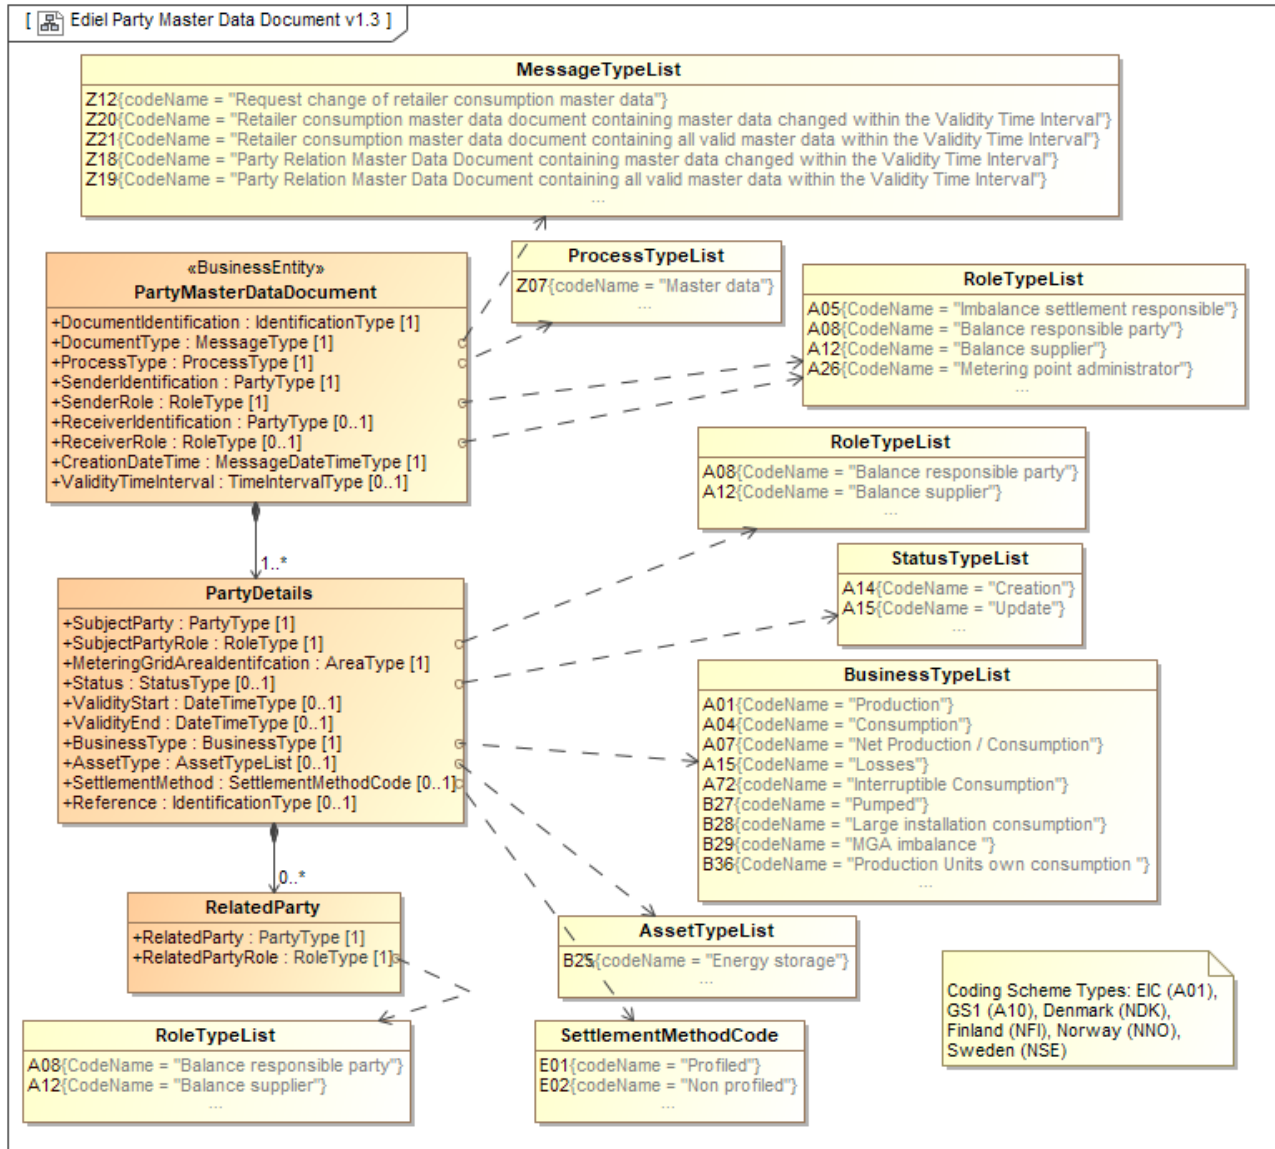 [ Ediel Party Master Data Document v1.3 ]
MessageTypeList
Z12{codeName = "Request change of retailer consumption master data"}
Z20{CodeName = "Retailer consumption master data document containing master data changed within the Validity Time Interval"}
Z21{CodeName = "Retailer consumption master data document containing all valid master data within the Validity Time Interval"}
Z18{CodeName = "Party Relation Master Data Document containing master data changed within the Validity Time Interval"}
Z19{CodeName = "Party Relation Master Data Document containing all valid master data within the Validity Time Interval"}
...
«BusinessEntity»
PartyMasterDataDocument
+DocumentIdentification : IdentificationType [1]
+DocumentType : MessageType [1]
+ProcessType : ProcessType [1]
+SenderIdentification : PartyType [1]
+SenderRole : RoleType [1]
+ReceiverIdentification : PartyType [0..1]
+ReceiverRole : RoleType [0..1]
+CreationDateTime : MessageDateTimeType [1]
+ValidityTimeInterval : TimeIntervalType [0..1]
ProcessTypeList
Z07{codeName = "Master data"}
...
RoleTypeList
A05{CodeName = "Imbalance settlement responsible"}
A08{CodeName = "Balance responsible party"}
A12{CodeName = "Balance supplier"}
A26{CodeName = "Metering point administrator"}
...
RoleTypeList
A08{CodeName = "Balance responsible party"}
A12{CodeName = "Balance supplier"}
...
1..*
PartyDetails
+SubjectParty : PartyType [1]
+SubjectPartyRole : RoleType [1]
+MeteringGridAreaIdentifcation : AreaType [1]
+Status : StatusType [0..1]
+ValidityStart : DateTimeType [0..1]
+ValidityEnd : DateTimeType [0..1]
+BusinessType : BusinessType [1]
+AssetType : AssetTypeList [0..1]
+SettlementMethod : SettlementMethodCode [0..1]
+Reference : IdentificationType [0..1]
StatusTypeList
A14{CodeName = "Creation"}
A15{CodeName = "Update"}
...
BusinessTypeList
A01{CodeName = "Production"}
A04{CodeName = "Consumption"}
A07{CodeName = "Net Production / Consumption"}
A15{CodeName = "Losses"}
A72{codeName = "Interruptible Consumption"}
B27{codeName = "Pumped"}
B28{codeName = "Large installation consumption"}
B29{codeName = "MGA imbalance "}
B36{CodeName = "Production Units own consumption "}
...
0..*
RelatedParty
+RelatedParty : PartyType [1]
+RelatedPartyRole : RoleType [1]
AssetTypeList
B25{codeName = "Energy storage"}
...
RoleTypeList
A08{CodeName = "Balance responsible party"}
A12{CodeName = "Balance supplier"}
...
SettlementMethodCode
E01{codeName = "Profiled"}
E02{codeName = "Non profiled"}
...
Coding Scheme Types: EIC (A01),
GS1 (A10), Denmark (NDK),
Finland (NFI), Norway (NNO),
Sweden (NSE)